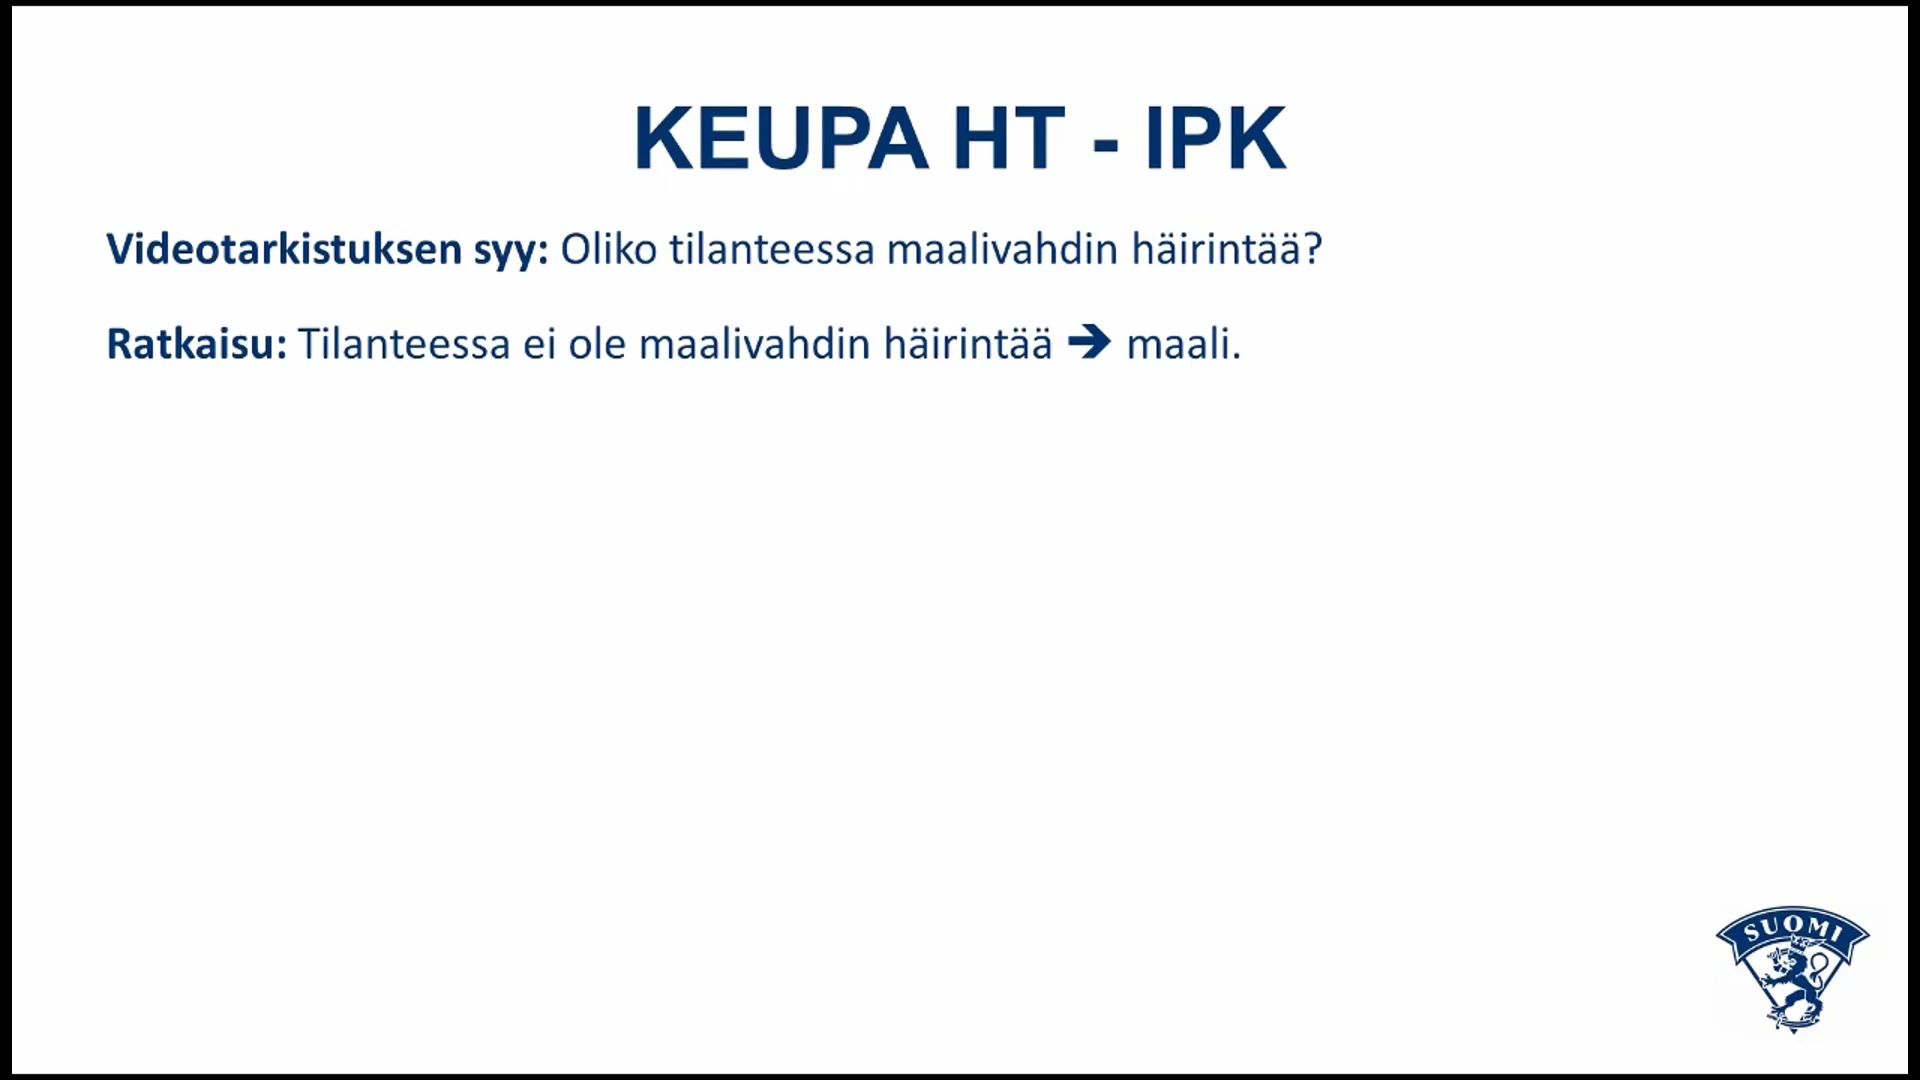 KEUPA HT - IPK
Videotarkistuksen syy: Oliko tilanteessa maalivahdin häirintää?
Ratkaisu: Tilanteessa ei ole maalivahdin häirintää → maali.
SUOMI